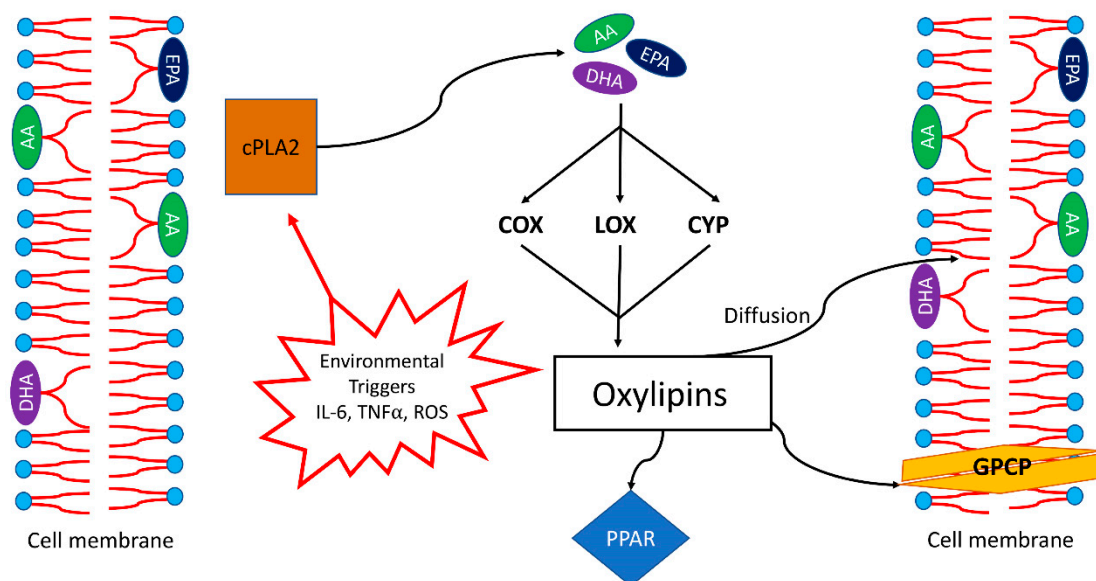 EPA
AA
AA
DHA
Cell membrane
cPLA2
AA
EPA
DHA
COX LOX CYP
Environmental
Triggers
IL-6, TNFα, ROS
Oxylipins
Diffusion
PPAR
EPA
AA
AA
DHA
GPCP
Cell membrane